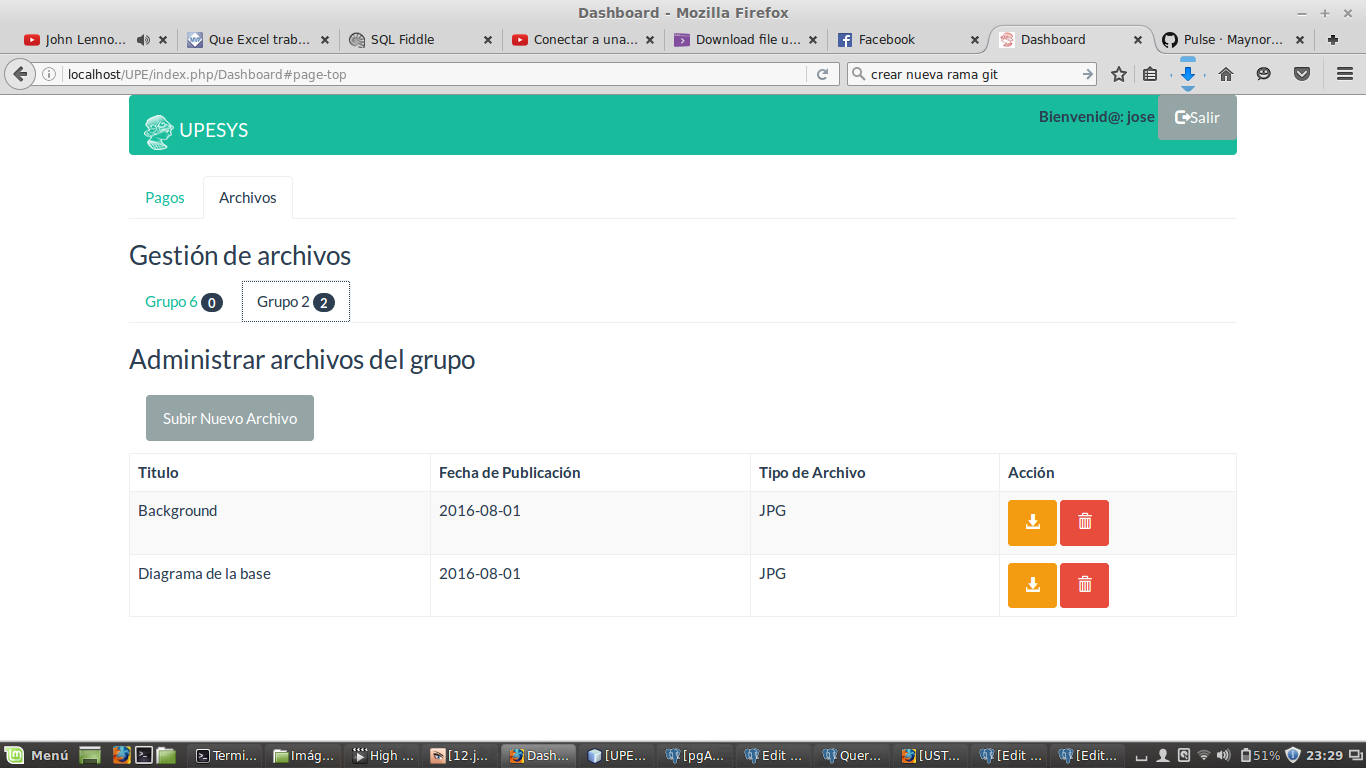 Dashboard - Mozilla Firefox
John Lenno...
Que Excel trab...
SQL Fiddle
Conectar a una...
Download file u...
Facebook
Dashboard
Pulse · Maynor...
localhost/UPE/index.php/Dashboard#page-top
crear nueva rama git
UPESYS
Bienvenid@: jose
Salir
Pagos
Archivos
Gestión de archivos
Grupo 6 0
Grupo 2 2
Administrar archivos del grupo
Subir Nuevo Archivo
Titulo Fecha de Publicación Tipo de Archivo Acción
Background 2016-08-01 JPG
Diagrama de la base 2016-08-01 JPG
Menú
Termi...
Imág...
High ...
[12.j...
Dash...
[UPE...
[pgA...
Edit ...
Quer...
[UST...
[Edit ...
[Edit...
51%
23:29